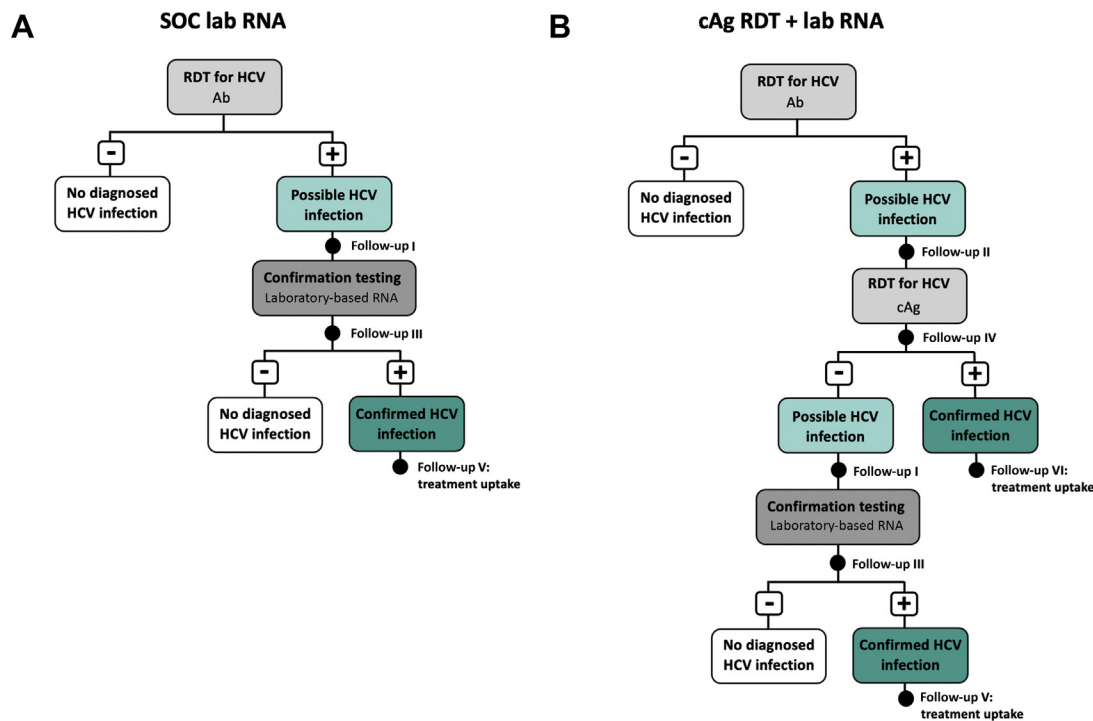 A
SOC lab RNA
RDT for HCV
Ab
-
+
No diagnosed
HCV infection
Possible HCV
infection
Follow-up I
Confirmation testing
Laboratory-based RNA
Follow-up III
-
+
No diagnosed
HCV infection
Confirmed HCV
infection
Follow-up V:
treatment uptake
B
cAg RDT + lab RNA
RDT for HCV
Ab
-
+
No diagnosed
HCV infection
Possible HCV
infection
Follow-up II
RDT for HCV
cAg
Follow-up IV
-
+
Possible HCV
infection
Confirmed HCV
infection
Follow-up I
Follow-up VI:
treatment uptake
Confirmation testing
Laboratory-based RNA
Follow-up III
-
+
No diagnosed
HCV infection
Confirmed HCV
infection
Follow-up V:
treatment uptake